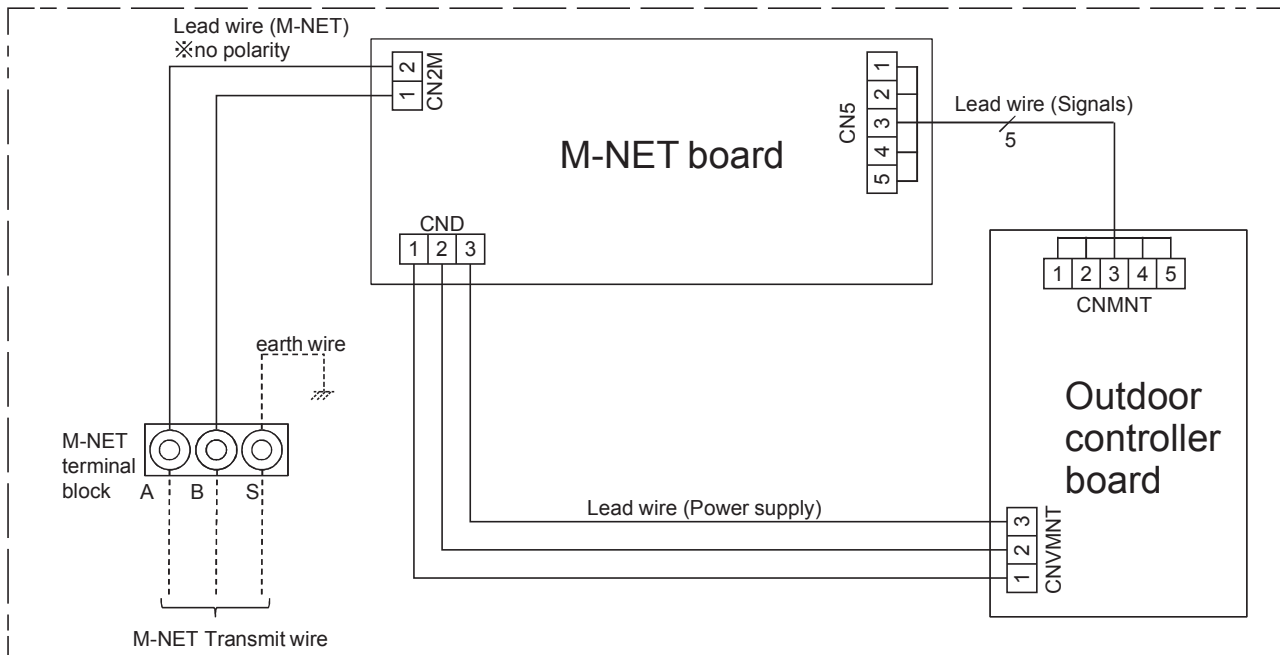 Lead wire (M-NET)
※no polarity
2
1
CN2M
M-NET board
CN5
1
2
3
4
5
Lead wire (Signals)
5
CND
1 2 3
1 2 3 4 5
CNMNT
earth wire
Outdoor
controller
board
M-NET
terminal
block
A B S
Lead wire (Power supply)
3
2
1
CNVMNT
M-NET Transmit wire